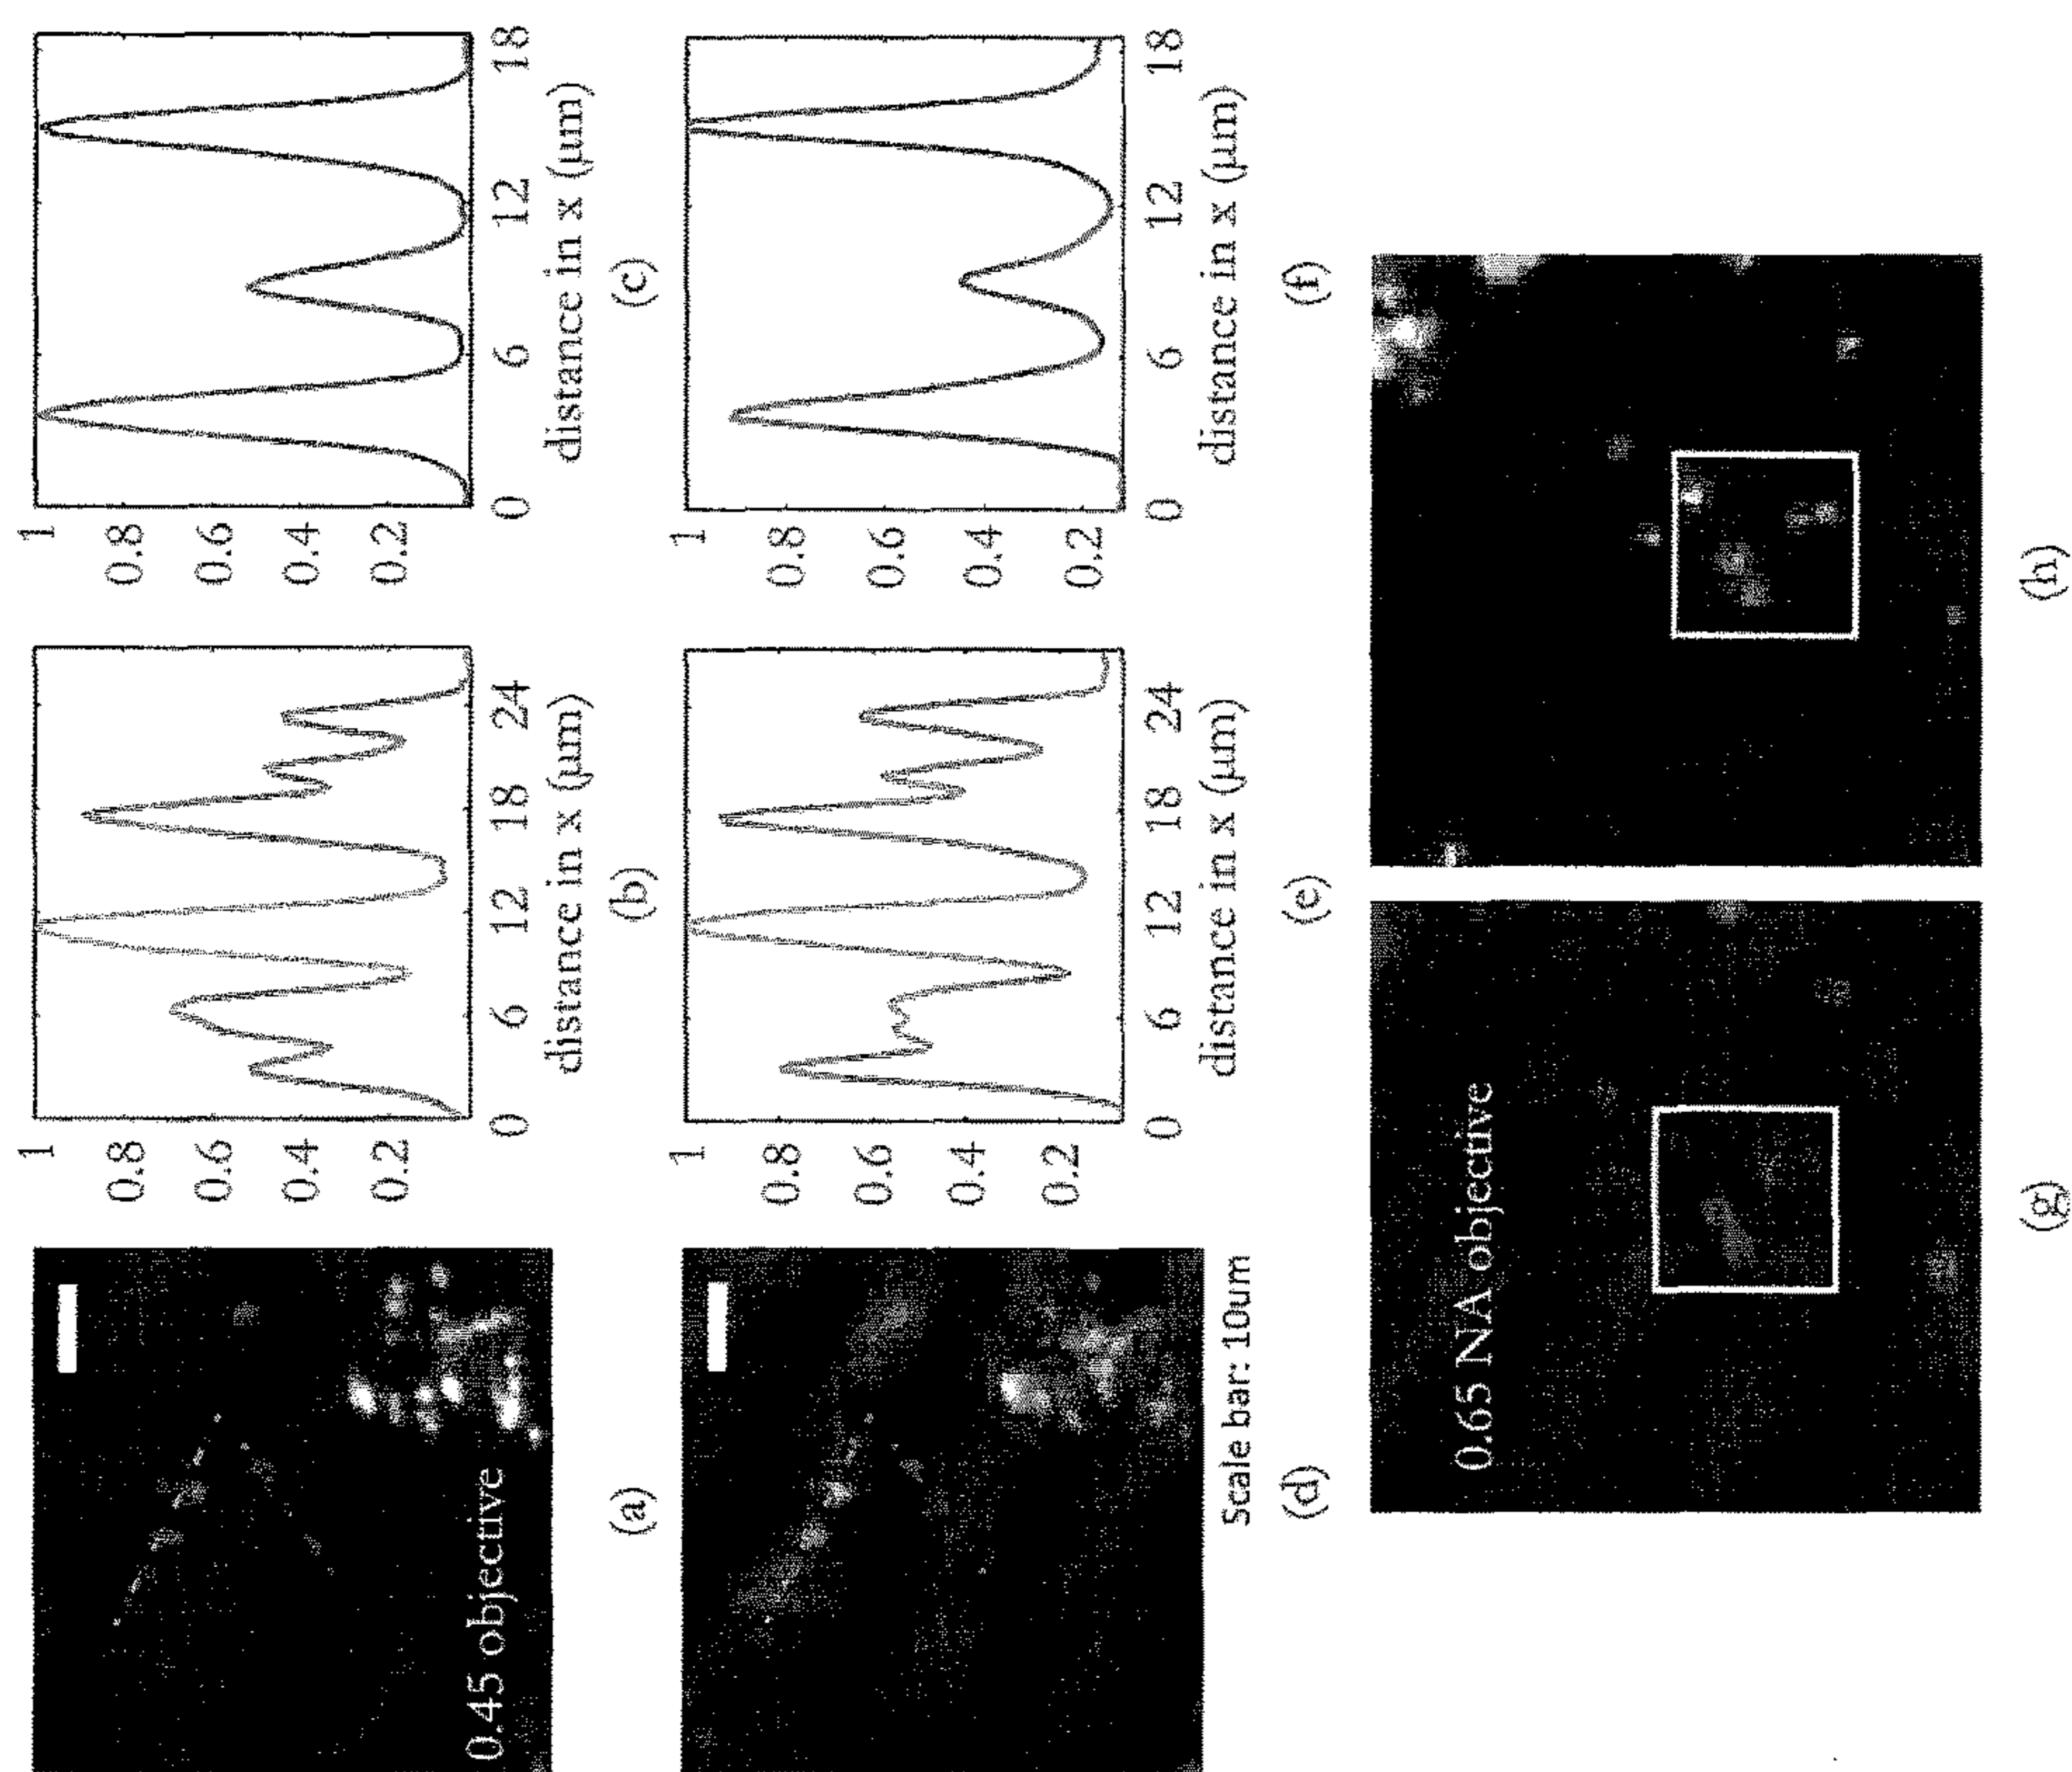 0.45 objective
(a)
1
0.8
0.6
0.4
0.2
0 6 12 18 24
distance in x (μm)
(b)
1
0.8
0.6
0.4
0.2
0 6 12 18
distance in x (μm)
(c)
Scale bar: 10um
(d)
1
0.8
0.6
0.4
0.2
0 6 12 18 24
distance in x (μm)
(e)
1
0.8
0.6
0.4
0.2
0 6 12 18
distance in x (μm)
(f)
0.65 NA objective
(g)
(h)